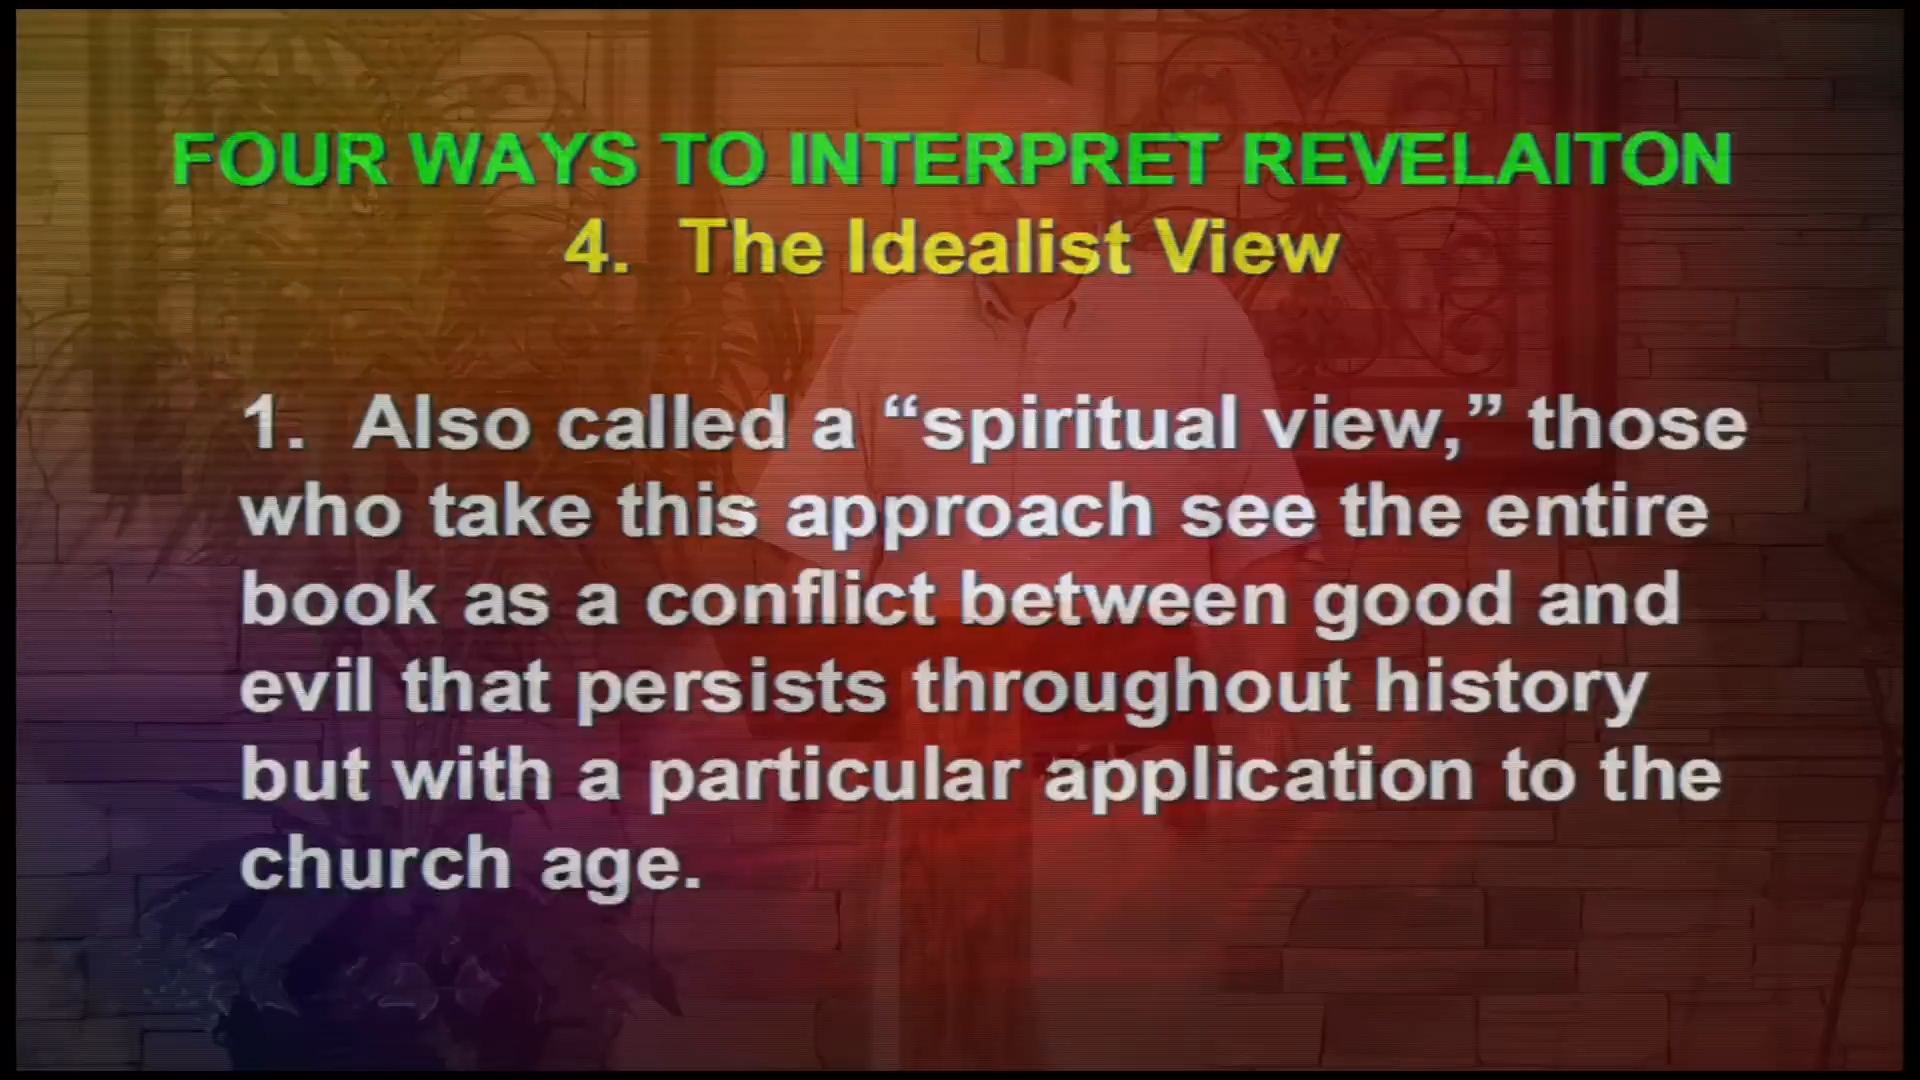 FOUR WAYS TO INTERPRET REVELAITON
4. The Idealist View
1. Also called a “spiritual view,” those
who take this approach see the entire
book as a conflict between good and
evil that persists throughout history
but with a particular application to the
church age.